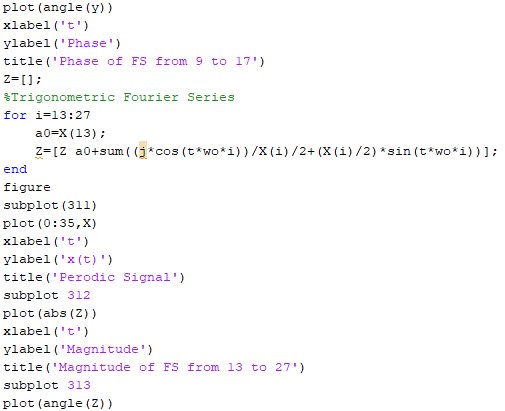 plot(angle(y))
xlabel('t')
ylabel('Phase')
title('Phase of FS from 9 to 17')
Z=[];
%Trigonometric Fourier Series
for i=13:27
    a0=X(13);
    Z=[Z a0+sum((j*cos(t*wo*i))/X(i)/2+(X(i)/2)*sin(t*wo*i))];
end
figure
subplot(311)
plot(0:35,X)
xlabel('t')
ylabel('x(t)')
title('Perodic Signal')
subplot 312
plot(abs(Z))
xlabel('t')
ylabel('Magnitude')
title('Magnitude of FS from 13 to 27')
subplot 313
plot(angle(Z))